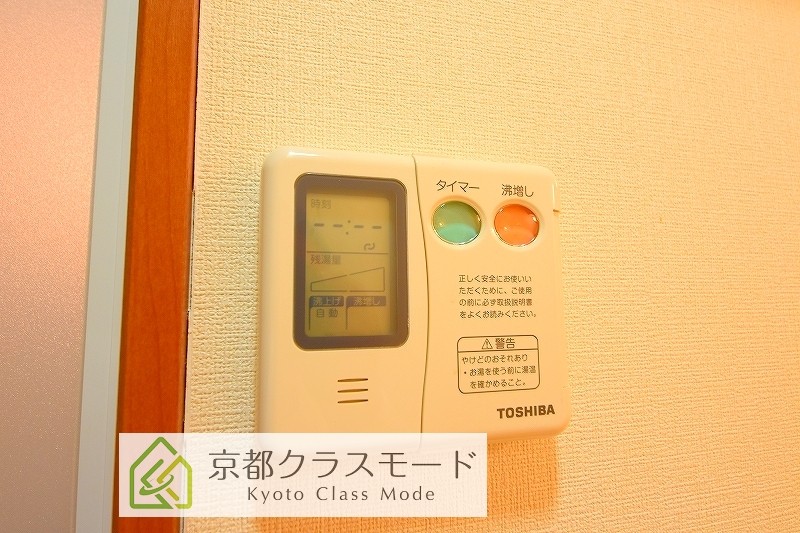 時刻
残湯量
沸上げ 沸増し
自動
タイマー 沸増し
正しく安全にお使いい
ただくために、ご使用
の前に必ず取扱説明書
をよくお読みください。
警告
やけどのおそれあり
・お湯を使う前に湯温
を確かめること。
TOSHIBA
京都クラスモード
Kyoto Class Mode